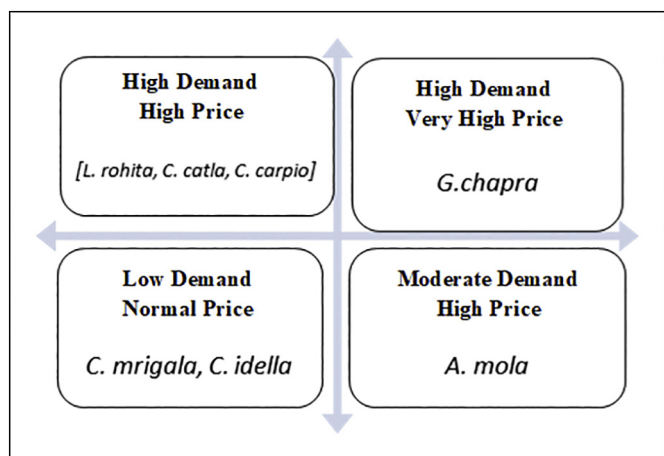 High Demand
High Price
[L. rohita, C. catla, C. carpio]
High Demand
Very High Price
G.chapra
Low Demand
Normal Price
C. mrigala, C. idella
Moderate Demand
High Price
A. mola